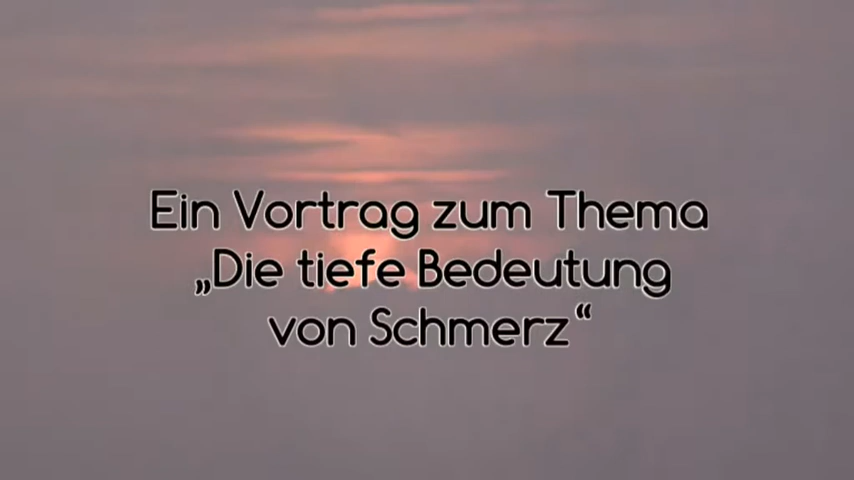 Ein Vortrag zum Thema
„Die tiefe Bedeutung
von Schmerz“